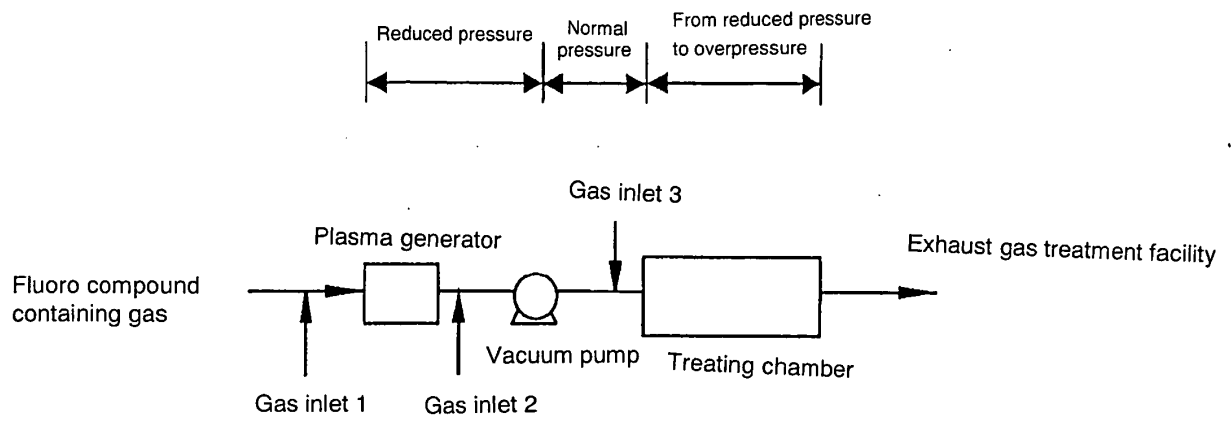 Reduced pressure
Normal
pressure
From reduced pressure
to overpressure
Gas inlet 3
Plasma generator
Exhaust gas treatment facility
Fluoro compound
containing gas
Vacuum pump
Treating chamber
Gas inlet 1
Gas inlet 2